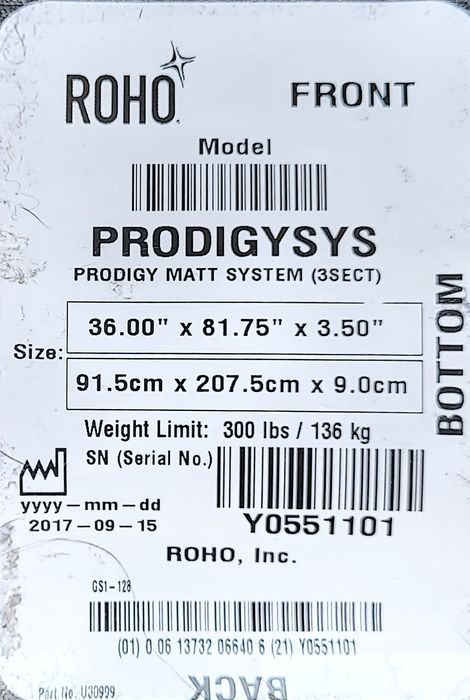 ROHO FRONT
Model
PRODIGYSYS
PRODIGY MATT SYSTEM (3SECT)
Size:
36.00" x 81.75" x 3.50"
91.5cm x 207.5cm x 9.0cm
BOTTOM
Weight Limit: 300 lbs / 136 kg
SN (Serial No.)
yyyy-mm-dd
2017-09-15
Y0551101
ROHO, Inc.
GS1-128
(01) 0 06 13732 06640 6 (21) Y0551101
Part No. U30999
BACK